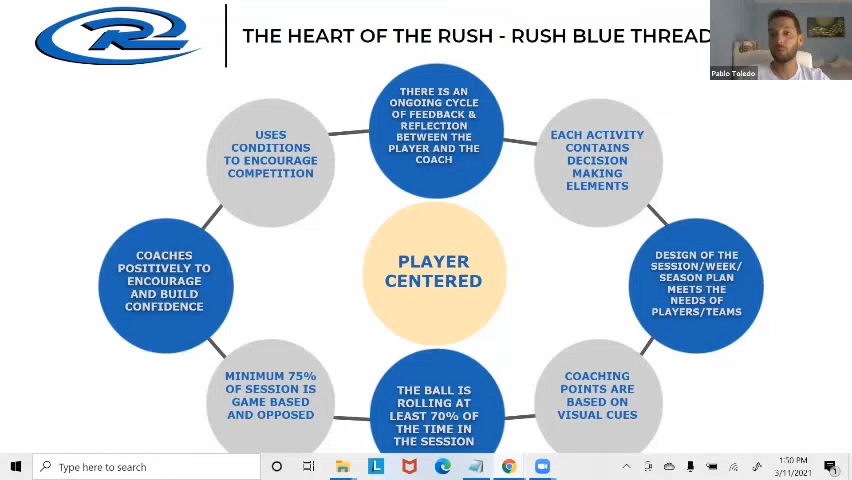 THE HEART OF THE RUSH - RUSH BLUE THREAD
Pablo Toledo
THERE IS AN
ONGOING CYCLE
OF FEEDBACK &
REFLECTION
BETWEEN THE
PLAYER AND THE
COACH
USES
CONDITIONS
TO ENCOURAGE
COMPETITION
EACH ACTIVITY
CONTAINS
DECISION
MAKING
ELEMENTS
COACHES
POSITIVELY TO
ENCOURAGE
AND BUILD
CONFIDENCE
PLAYER
CENTERED
DESIGN OF THE
SESSION/WEEK/
SEASON PLAN
MEETS THE
NEEDS OF
PLAYERS/TEAMS
MINIMUM 75%
OF SESSION IS
GAME BASED
AND OPPOSED
THE BALL IS
ROLLING AT
LEAST 70% OF
THE TIME IN
THE SESSION
COACHING
POINTS ARE
BASED ON
VISUAL CUES
Type here to search
L
1:50 PM
3/11/2021
1